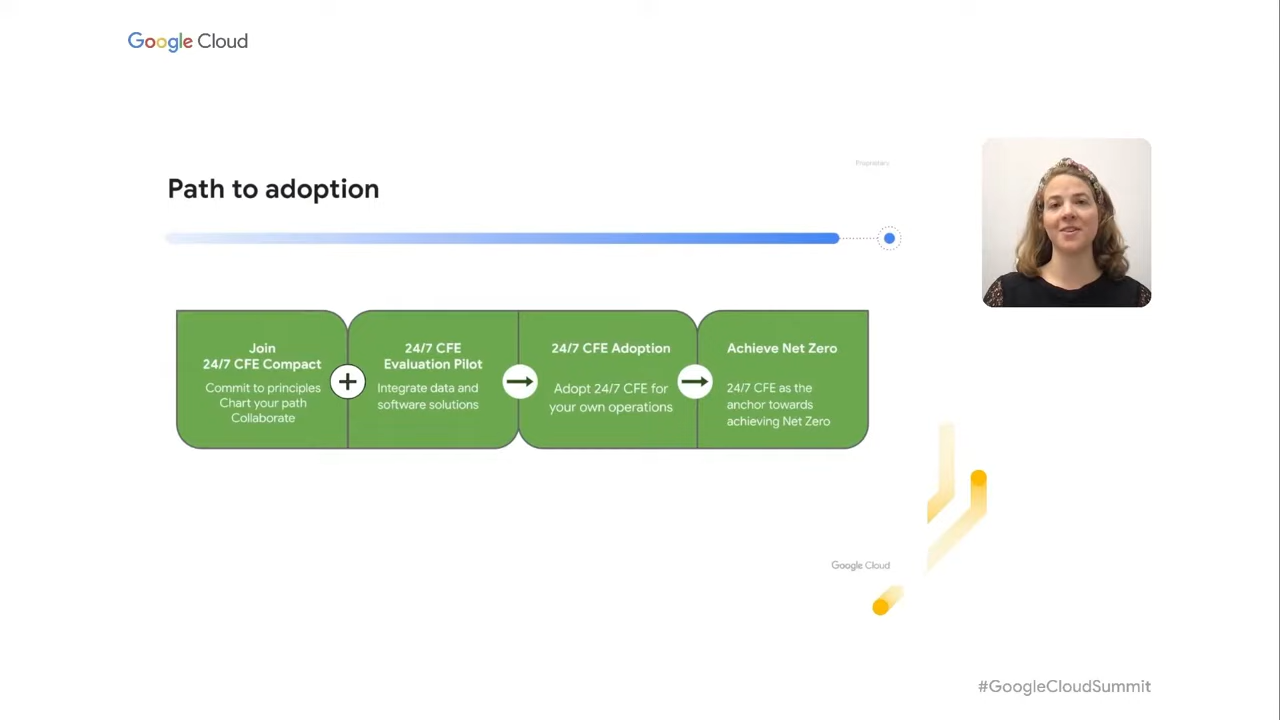 Google Cloud
Proprietary
Path to adoption
Join
24/7 CFE Compact
Commit to principles
Chart your path
Collaborate
24/7 CFE
Evaluation Pilot
Integrate data and
software solutions
24/7 CFE Adoption
Adopt 24/7 CFE for
your own operations
Achieve Net Zero
24/7 CFE as the
anchor towards
achieving Net Zero
Google Cloud
#GoogleCloudSummit